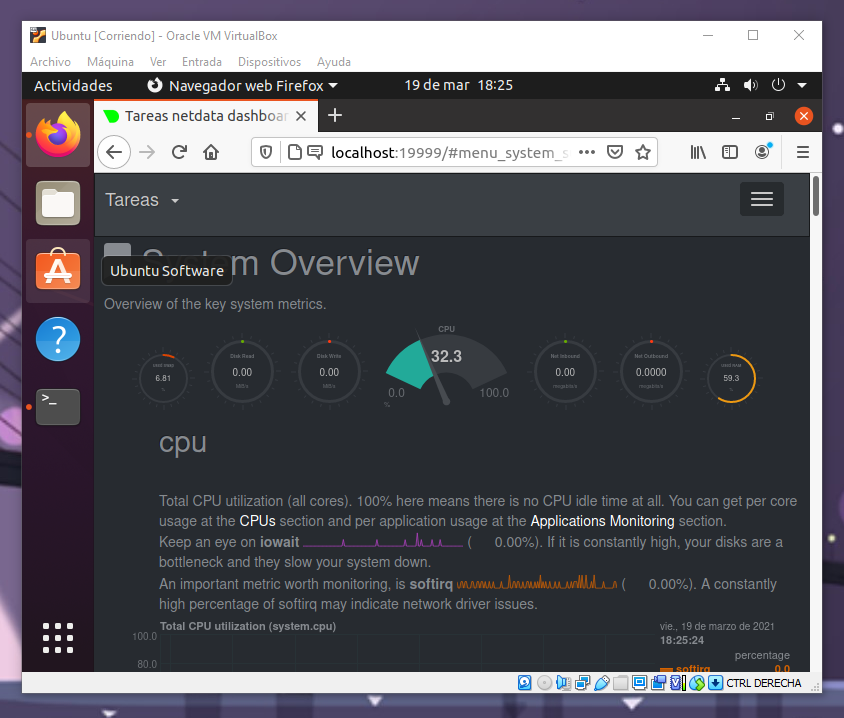 Ubuntu [Corriendo] - Oracle VM VirtualBox
Archivo Máquina Ver Entrada Dispositivos Ayuda
Actividades Navegador web Firefox 19 de mar 18:25
Tareas netdata dashboar
localhost:19999/#menu_system_s
Tareas
System Overview
Ubuntu Software
Overview of the key system metrics.
CPU
Disk Read Disk Write 32.3 Net Inbound Net Outbound Used RAM
6.81 0.00 0.00 0.00 0.0000 59.3
MiB/s MiB/s 0.0 100.0 megabits/s megabits/s %
%
cpu
Total CPU utilization (all cores). 100% here means there is no CPU idle time at all. You can get per core
usage at the CPUs section and per application usage at the Applications Monitoring section.
Keep an eye on iowait ( 0.00%). If it is constantly high, your disks are a
bottleneck and they slow your system down.
An important metric worth monitoring, is softirq ( 0.00%). A constantly
high percentage of softirq may indicate network driver issues.
Total CPU utilization (system.cpu) vie., 19 de marzo de 2021
100.0 18:25:24
percentage
80.0 softirq 0.0
CTRL DERECHA